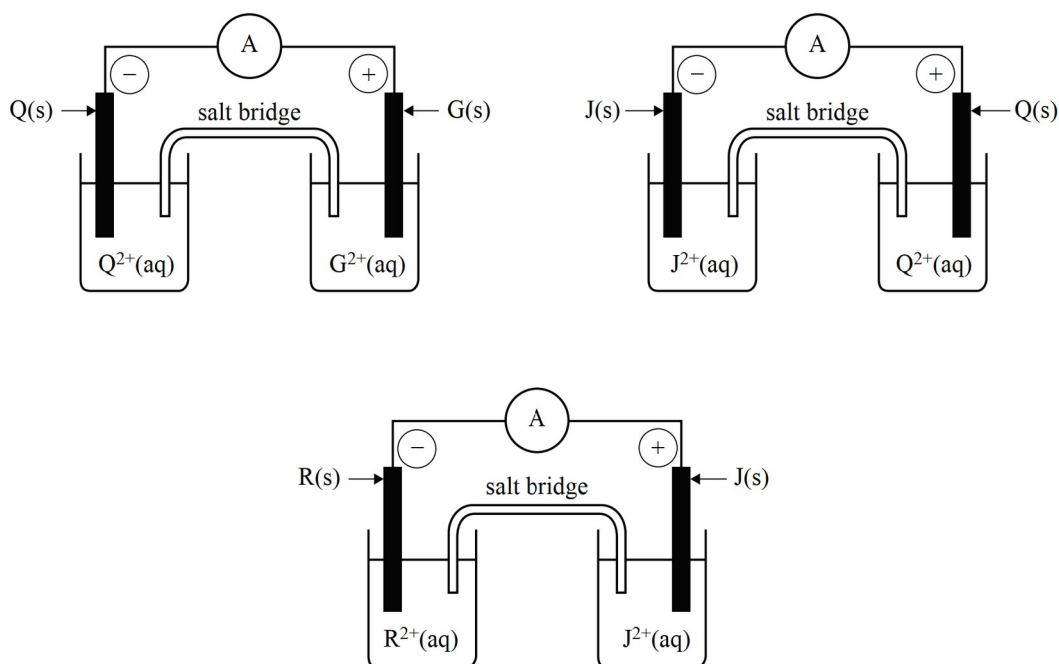 A
− +
Q(s) salt bridge G(s)
Q²⁺(aq) G²⁺(aq)
A
− +
J(s) salt bridge Q(s)
J²⁺(aq) Q²⁺(aq)
A
− +
R(s) salt bridge J(s)
R²⁺(aq) J²⁺(aq)